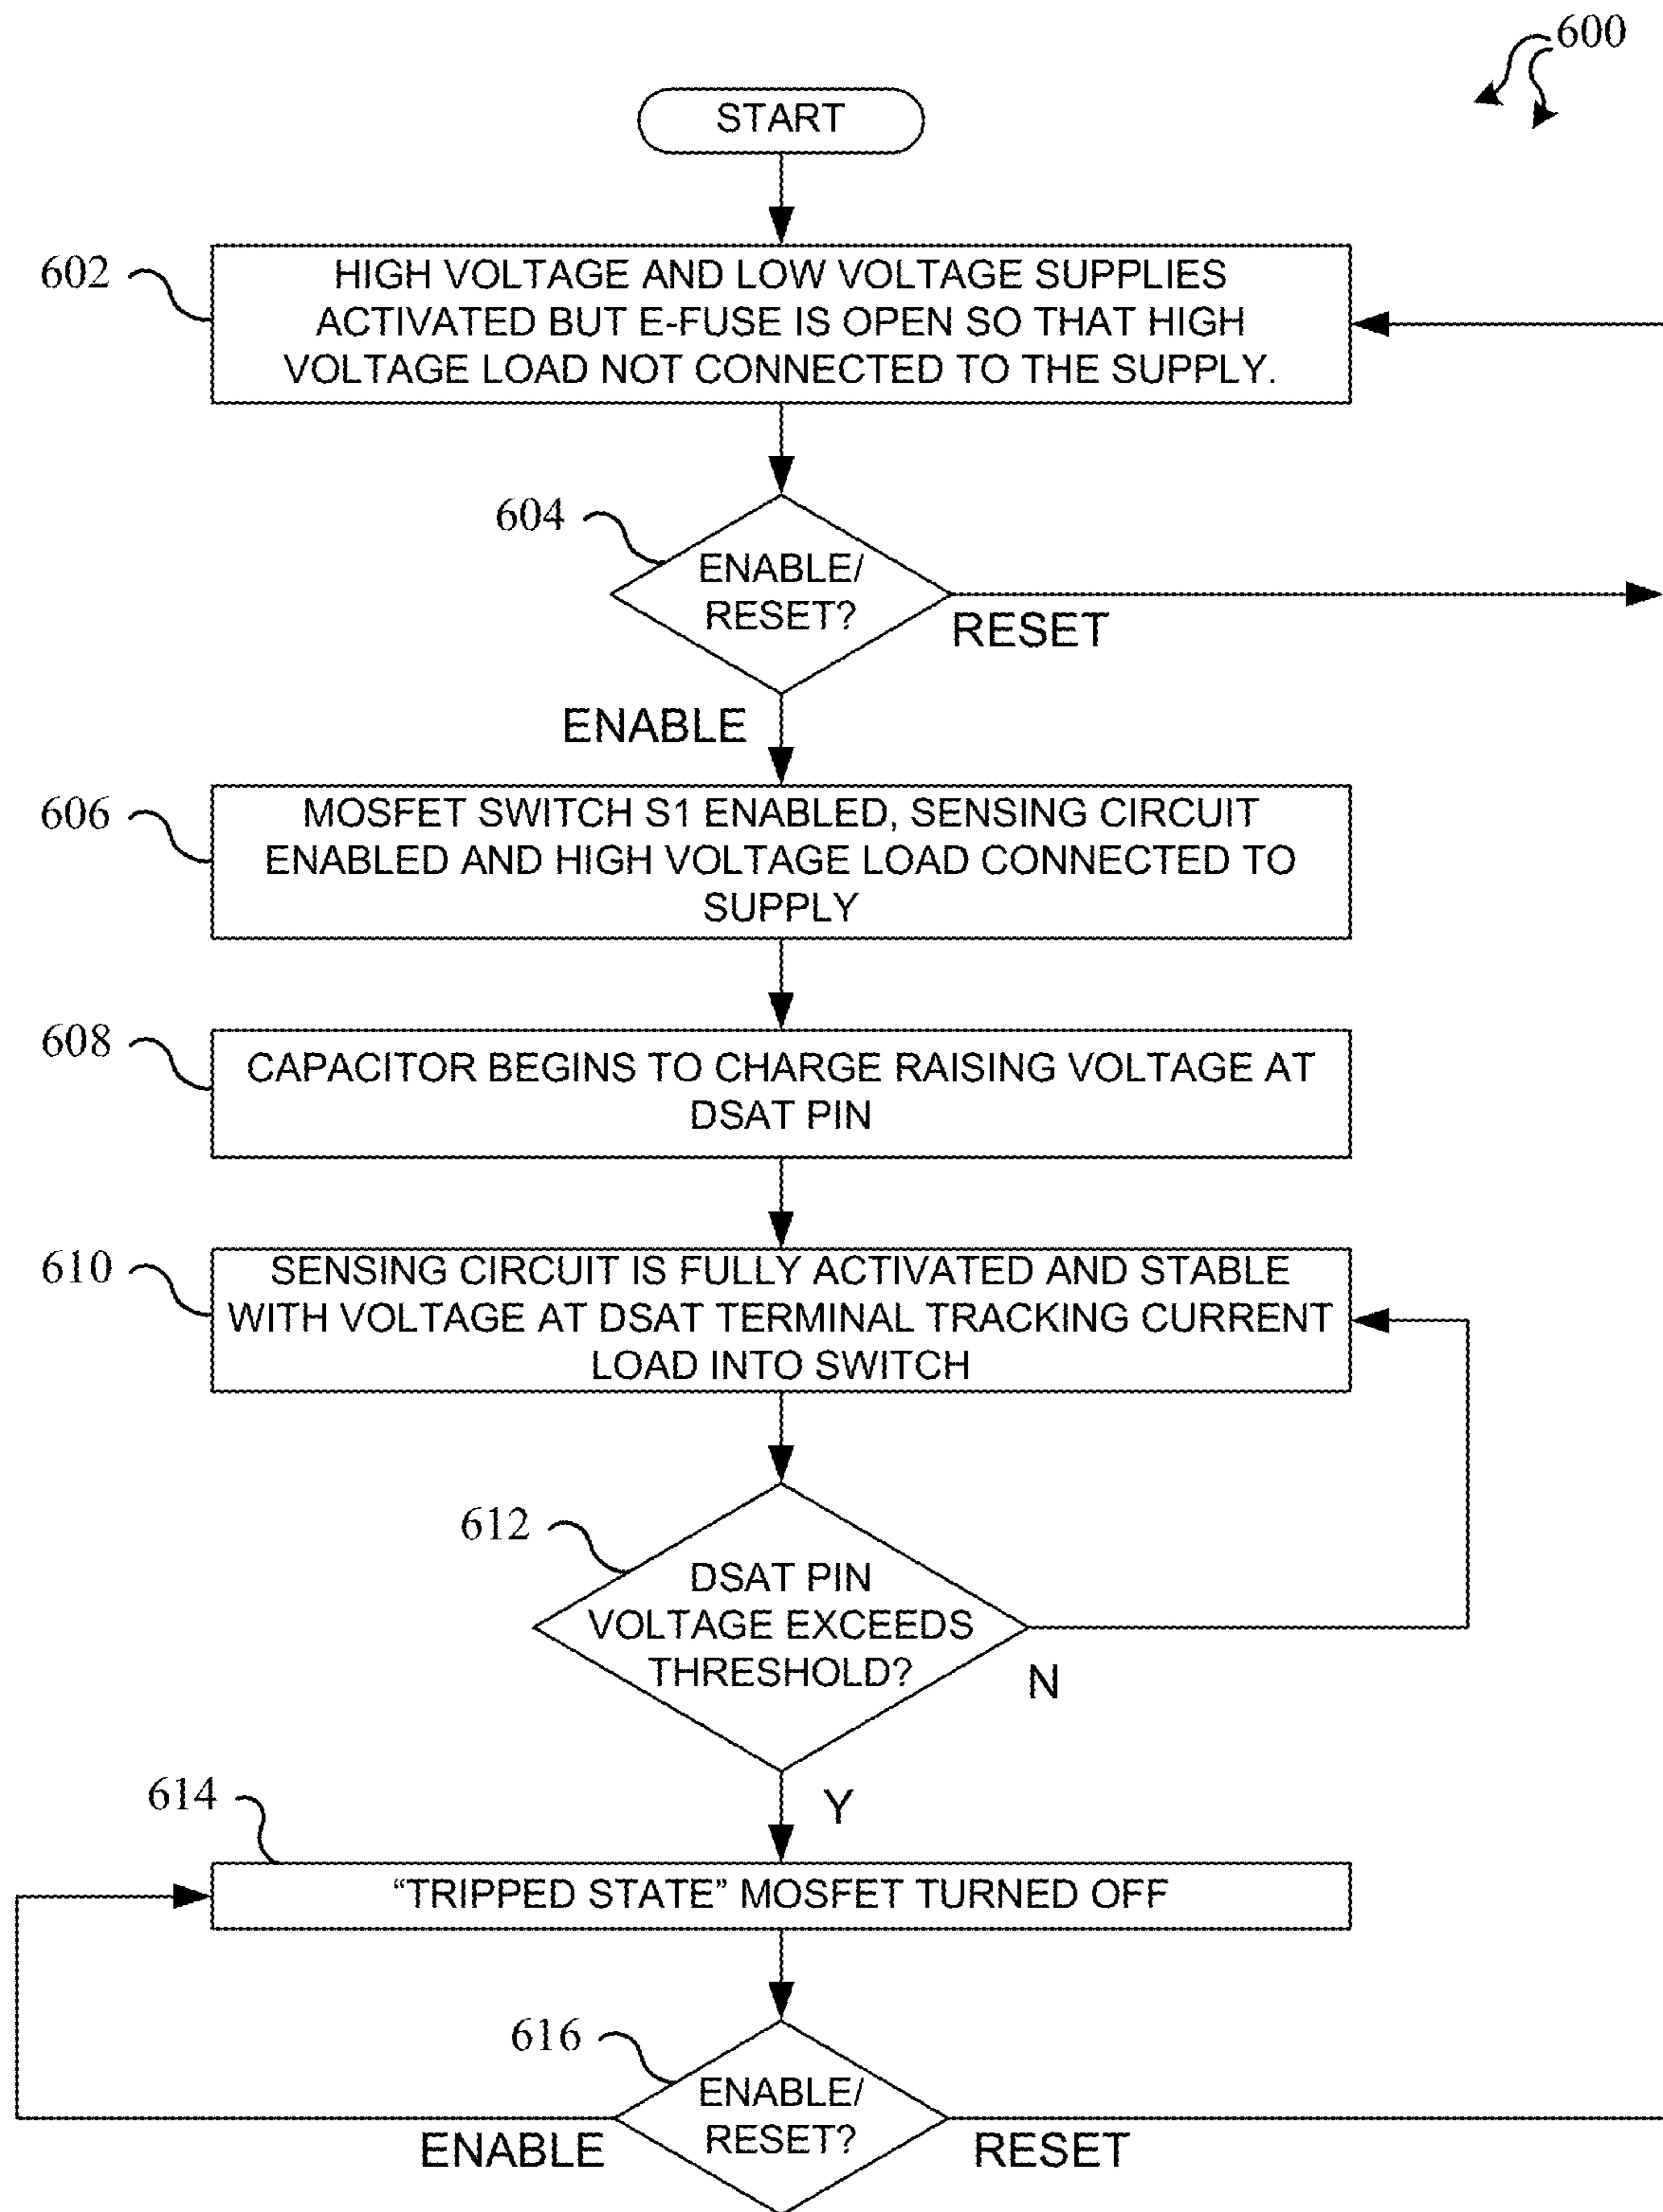 600
START
602
HIGH VOLTAGE AND LOW VOLTAGE SUPPLIES
ACTIVATED BUT E-FUSE IS OPEN SO THAT HIGH
VOLTAGE LOAD NOT CONNECTED TO THE SUPPLY.
604
ENABLE/
RESET?
RESET
ENABLE
606
MOSFET SWITCH S1 ENABLED, SENSING CIRCUIT
ENABLED AND HIGH VOLTAGE LOAD CONNECTED TO
SUPPLY
608
CAPACITOR BEGINS TO CHARGE RAISING VOLTAGE AT
DSAT PIN
610
SENSING CIRCUIT IS FULLY ACTIVATED AND STABLE
WITH VOLTAGE AT DSAT TERMINAL TRACKING CURRENT
LOAD INTO SWITCH
612
DSAT PIN
VOLTAGE EXCEEDS
THRESHOLD?
N
Y
614
“TRIPPED STATE” MOSFET TURNED OFF
616
ENABLE/
RESET?
ENABLE
RESET